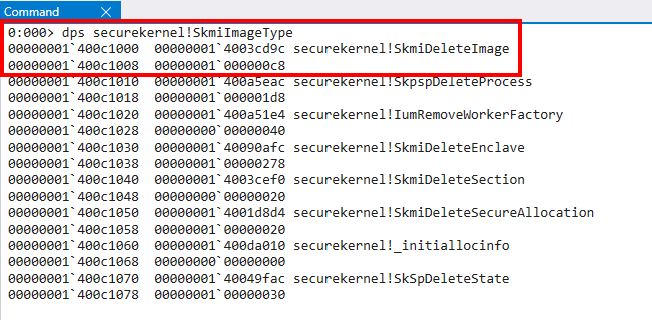 Command X
0:000> dps securekernel!SkmiImageType
00000001`400c1000  00000001`4003cd9c securekernel!SkmiDeleteImage
00000001`400c1008  00000001`000000c8
00000001`400c1010  00000001`400a5eac securekernel!SkpspDeleteProcess
00000001`400c1018  00000001`000001d8
00000001`400c1020  00000001`400a51e4 securekernel!IumRemoveWorkerFactory
00000001`400c1028  00000000`00000040
00000001`400c1030  00000001`40090afc securekernel!SkmiDeleteEnclave
00000001`400c1038  00000001`00000278
00000001`400c1040  00000001`4003cef0 securekernel!SkmiDeleteSection
00000001`400c1048  00000000`00000020
00000001`400c1050  00000001`4001d8d4 securekernel!SkmiDeleteSecureAllocation
00000001`400c1058  00000001`00000020
00000001`400c1060  00000001`400da010 securekernel!_initiallocinfo
00000001`400c1068  00000000`00000000
00000001`400c1070  00000001`40049fac securekernel!SkSpDeleteState
00000001`400c1078  00000001`00000030